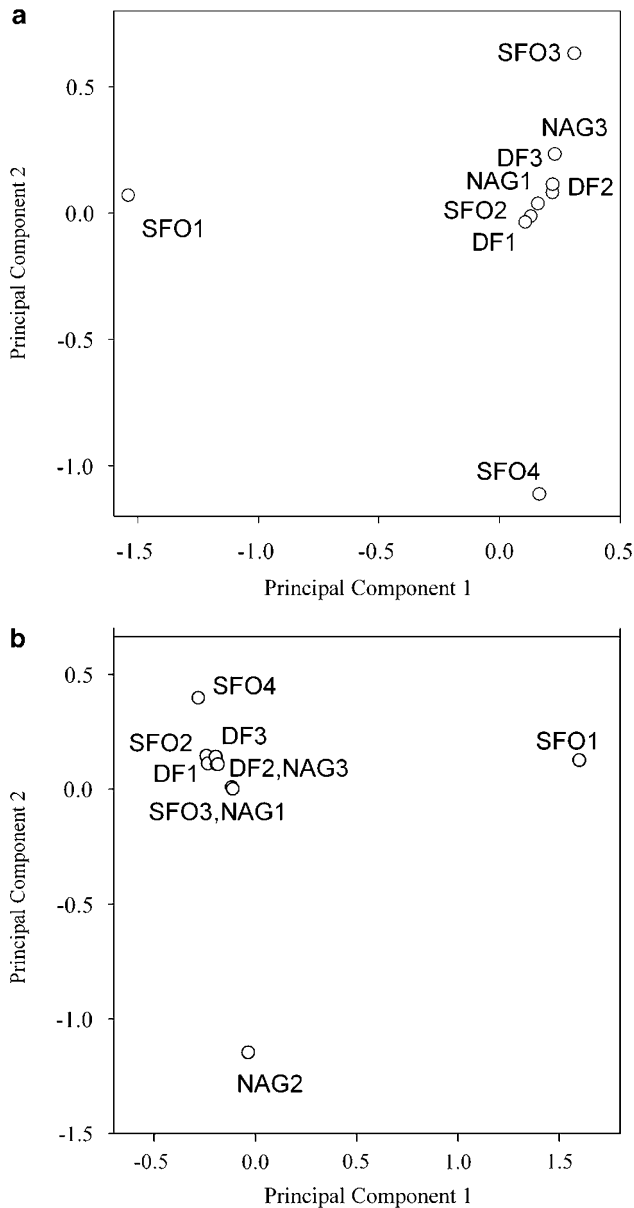 a
SFO3
0.5
NAG3
DF3
NAG1
DF2
SFO2
0.0
SFO1
DF1
Principal Component 2
-0.5
-1.0
SFO4
-1.5 -1.0 -0.5 0.0 0.5
Principal Component 1
b
0.5
SFO4
SFO2
DF3
SFO1
DF1
DF2,NAG3
0.0
SFO3,NAG1
Principal Component 2
-0.5
-1.0
NAG2
-1.5
-0.5 0.0 0.5 1.0 1.5
Principal Component 1